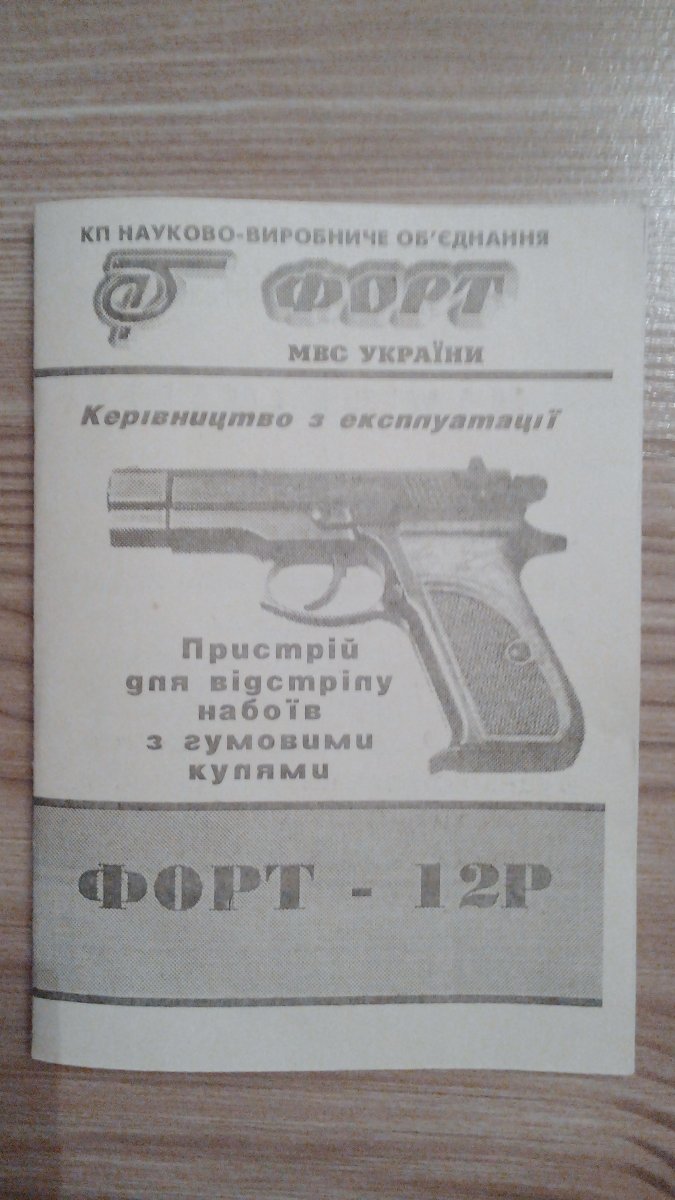 КП НАУКОВО-ВИРОБНИЧЕ ОБ'ЄДНАННЯ
ФОРТ
МВС УКРАЇНИ
Керівництво з експлуатації
Пристрій
для відстрілу
набоїв
з гумовими
кулями
ФОРТ - 12Р